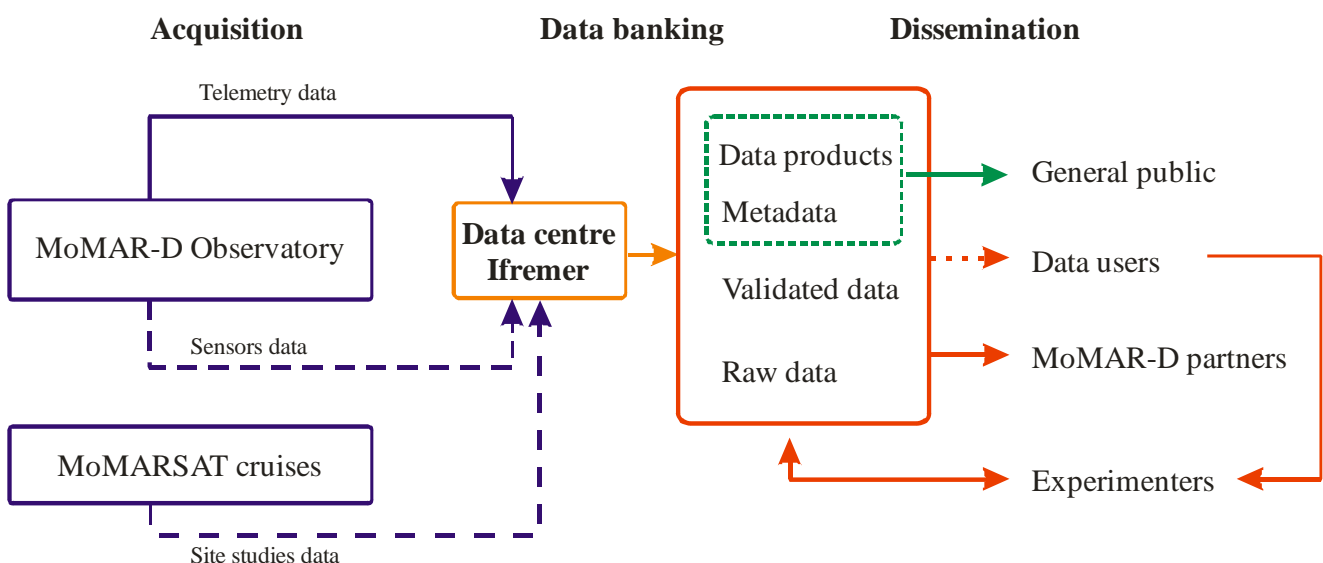 Acquisition
Data banking
Dissemination
Telemetry data
MoMAR-D Observatory
Sensors data
MoMARSAT cruises
Site studies data
Data centre
Ifremer
Data products
Metadata
Validated data
Raw data
General public
Data users
MoMAR-D partners
Experimenters